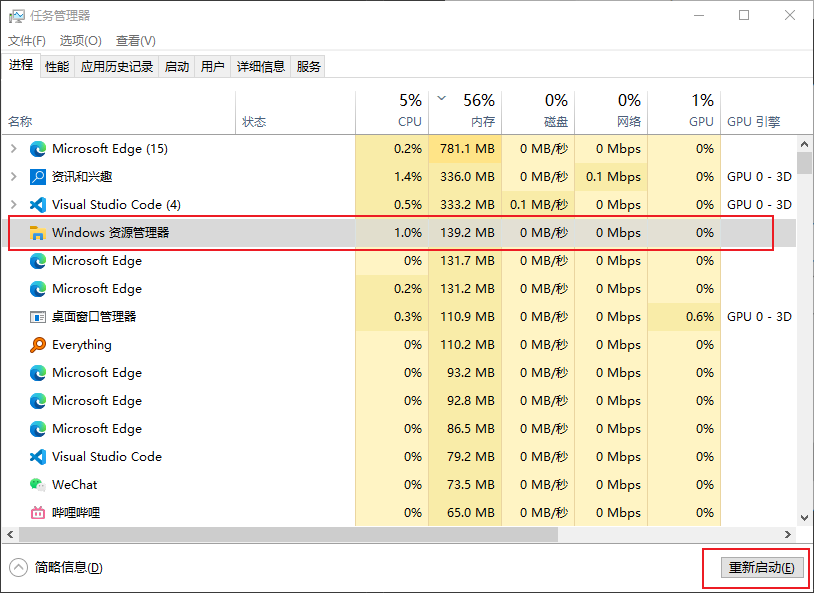 任务管理器
文件(F) 选项(O) 查看(V)
进程 性能 应用历史记录 启动 用户 详细信息 服务
5% 56% 0% 0% 1%
名称 状态 CPU 内存 磁盘 网络 GPU GPU 引擎
Microsoft Edge (15) 0.2% 781.1 MB 0 MB/秒 0 Mbps 0%
资讯和兴趣 1.4% 336.0 MB 0 MB/秒 0.1 Mbps 0% GPU 0 - 3D
Visual Studio Code (4) 0.5% 333.2 MB 0.1 MB/秒 0 Mbps 0% GPU 0 - 3D
Windows 资源管理器 1.0% 139.2 MB 0 MB/秒 0 Mbps 0%
Microsoft Edge 0% 131.7 MB 0 MB/秒 0 Mbps 0%
Microsoft Edge 0.2% 131.2 MB 0 MB/秒 0 Mbps 0%
桌面窗口管理器 0.3% 110.9 MB 0 MB/秒 0 Mbps 0.6% GPU 0 - 3D
Everything 0% 110.2 MB 0 MB/秒 0 Mbps 0%
Microsoft Edge 0% 93.2 MB 0 MB/秒 0 Mbps 0%
Microsoft Edge 0% 92.8 MB 0 MB/秒 0 Mbps 0%
Microsoft Edge 0% 86.5 MB 0 MB/秒 0 Mbps 0%
Visual Studio Code 0% 79.2 MB 0 MB/秒 0 Mbps 0%
WeChat 0% 73.5 MB 0 MB/秒 0 Mbps 0%
哔哩哔哩 0% 65.0 MB 0 MB/秒 0 Mbps 0%
简略信息(D) 重新启动(E)